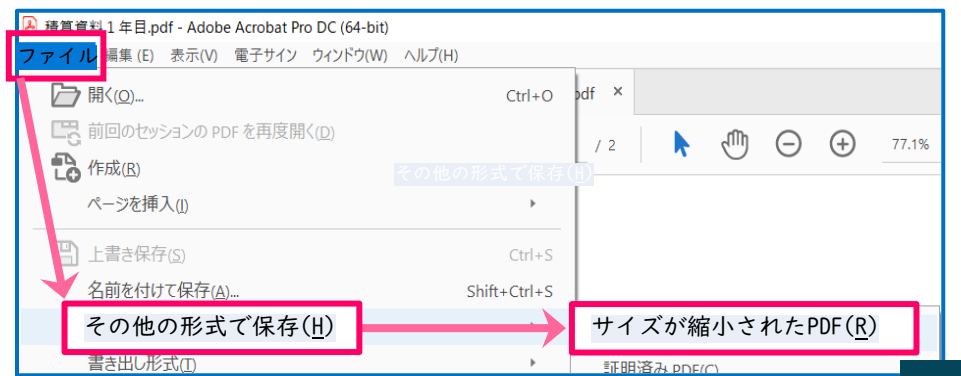 積算資料1年目.pdf - Adobe Acrobat Pro DC (64-bit)
ファイル 編集(E) 表示(V) 電子サイン ウィンドウ(W) ヘルプ(H)
開く(O)... Ctrl+O
pdf ×
前回のセッションの PDF を再度開く(D)
/ 2 77.1%
作成(R)
その他の形式で保存(H)
ページを挿入(I)
上書き保存(S) Ctrl+S
名前を付けて保存(A)... Shift+Ctrl+S
その他の形式で保存(H) サイズが縮小されたPDF(R)
書き出し形式(T)
証明済み PDF(C)